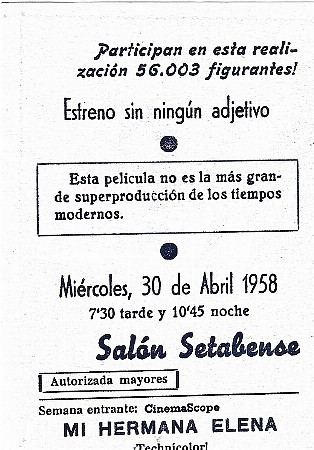 Participan en esta reali-
zación 56.003 figurantes!
Estreno sin ningún adjetivo
Esta película no es la más gran-
de superproducción de los tiempos
modernos.
Miércoles, 30 de Abril 1958
7'30 tarde y 10'45 noche
Salón Setabense
Autorizada mayores
Semana entrante: CinemaScope
MI HERMANA ELENA
¡Technicolor!